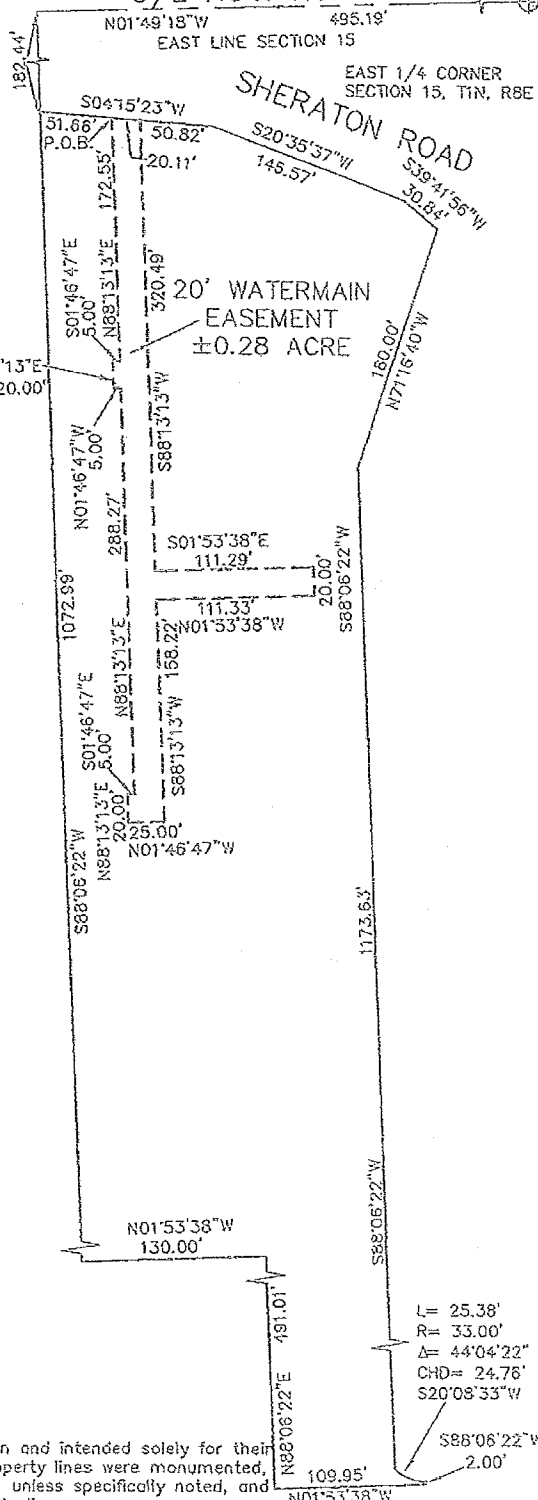 N01°49'18"W
495.19'
EAST LINE SECTION 15
182.44'
EAST 1/4 CORNER
SECTION 15, T1N, R8E
SHERATON ROAD
S04°15'23"W
51.66'
P.O.B.
50.82'
20.11'
S20°35'37"W
145.57'
S39°41'56"W
30.84'
172.55'
N88°13'13"E
S01°46'47"E
5.00'
20' WATERMAIN
EASEMENT
±0.28 ACRE
320.49'
S88°13'13"W
180.00'
N71°16'40"W
'13"E
20.00'
N01°46'47"W
5.00'
288.27'
N88°13'13"E
S01°53'38"E
111.29'
20.00'
S88°06'22"W
111.33'
N01°53'38"W
158.22'
S88°13'13"W
1072.99'
S88°06'22"W
S01°46'47"E
5.00'
N88°13'13"E
20.00'
25.00'
N01°46'47"W
1173.63'
S88°06'22"W
N01°53'38"W
130.00'
491.01'
N88°06'22"E
L= 25.38'
R= 33.00'
Δ= 44°04'22"
CHD= 24.76'
S20°08'33"W
S88°06'22"W
2.00'
109.95'
N01°53'38"W
n and intended solely for their
perty lines were monumented,
unless specifically noted, and